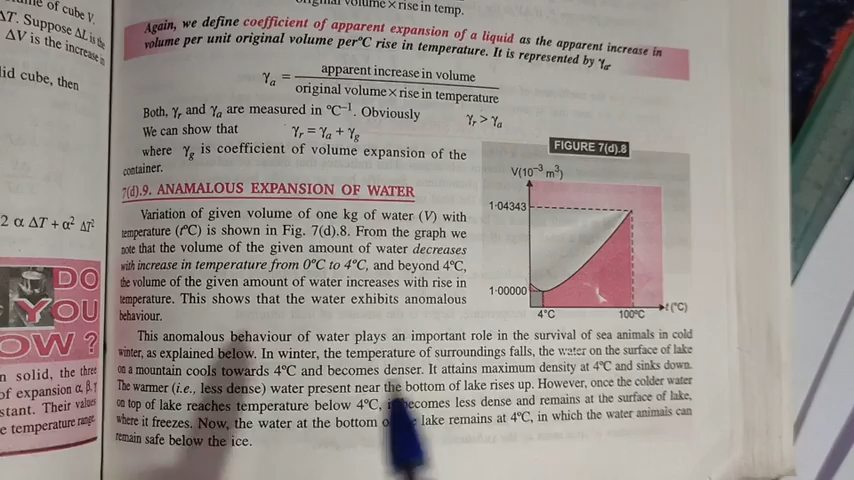 ume of cube V.
ΔT. Suppose ΔL is the
ΔV is the increase in
lid cube, then
2 α ΔT + α² ΔT²
DO
YOU
OW ?
n solid, the three
of expansion α, β, γ
stant. Their values
e temperature range.
original volume × rise in temp.
Again, we define coefficient of apparent expansion of a liquid as the apparent increase in
volume per unit original volume per°C rise in temperature. It is represented by γₐ.
γₐ = apparent increase in volume
original volume × rise in temperature
Both, γᵣ and γₐ are measured in °C⁻¹. Obviously γᵣ > γₐ
We can show that γᵣ = γₐ + γg
where γg is coefficient of volume expansion of the
container.
7(d).9. ANAMALOUS EXPANSION OF WATER
Variation of given volume of one kg of water (V) with
temperature (t°C) is shown in Fig. 7(d).8. From the graph we
note that the volume of the given amount of water decreases
with increase in temperature from 0°C to 4°C, and beyond 4°C,
the volume of the given amount of water increases with rise in
temperature. This shows that the water exhibits anomalous
behaviour.
FIGURE 7(d).8
V(10⁻³ m³)
1·04343
1·00000
4°C 100°C t (°C)
This anomalous behaviour of water plays an important role in the survival of sea animals in cold
winter, as explained below. In winter, the temperature of surroundings falls, the water on the surface of lake
on a mountain cools towards 4°C and becomes denser. It attains maximum density at 4°C and sinks down.
The warmer (i.e., less dense) water present near the bottom of lake rises up. However, once the colder water
on top of lake reaches temperature below 4°C, it becomes less dense and remains at the surface of lake,
where it freezes. Now, the water at the bottom lake remains at 4°C, in which the water animals can
remain safe below the ice.